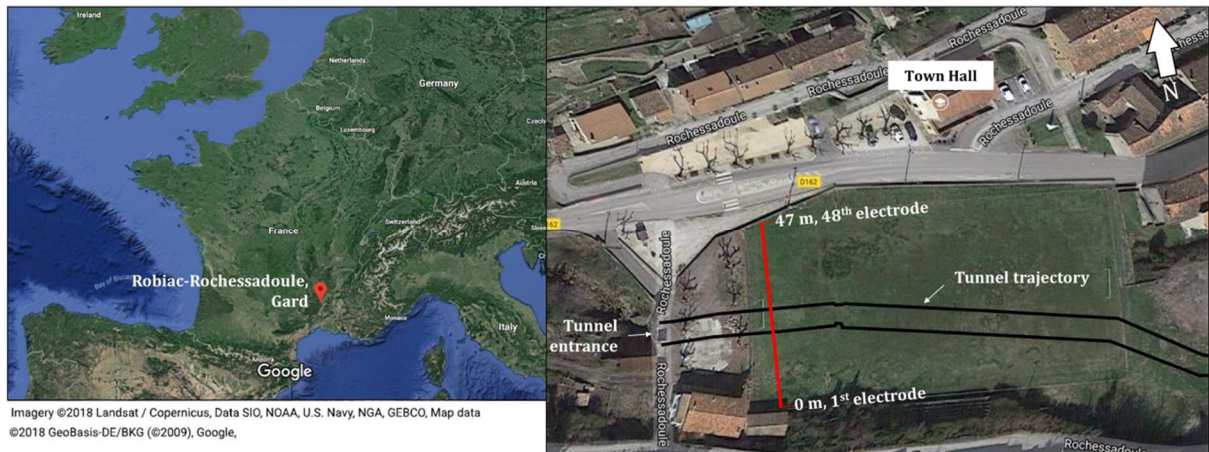 Ireland
Netherlands
Germany
Belgium
Czech
Luxembourg
Austria
France
Switzerland
Bay of Biscay
Robiac-Rochessadoule,
Gard
Monaco
Italy
Andorra
Google
Imagery ©2018 Landsat / Copernicus, Data SIO, NOAA, U.S. Navy, NGA, GEBCO, Map data
©2018 GeoBasis-DE/BKG (©2009), Google,
Rochessadoule
Town Hall
N
Rochessadoule
Rochessadoule
D162
47 m, 48th electrode
Rochessadoule
Tunnel trajectory
Tunnel
entrance
Rochessadoule
0 m, 1st electrode
Rochessadoule